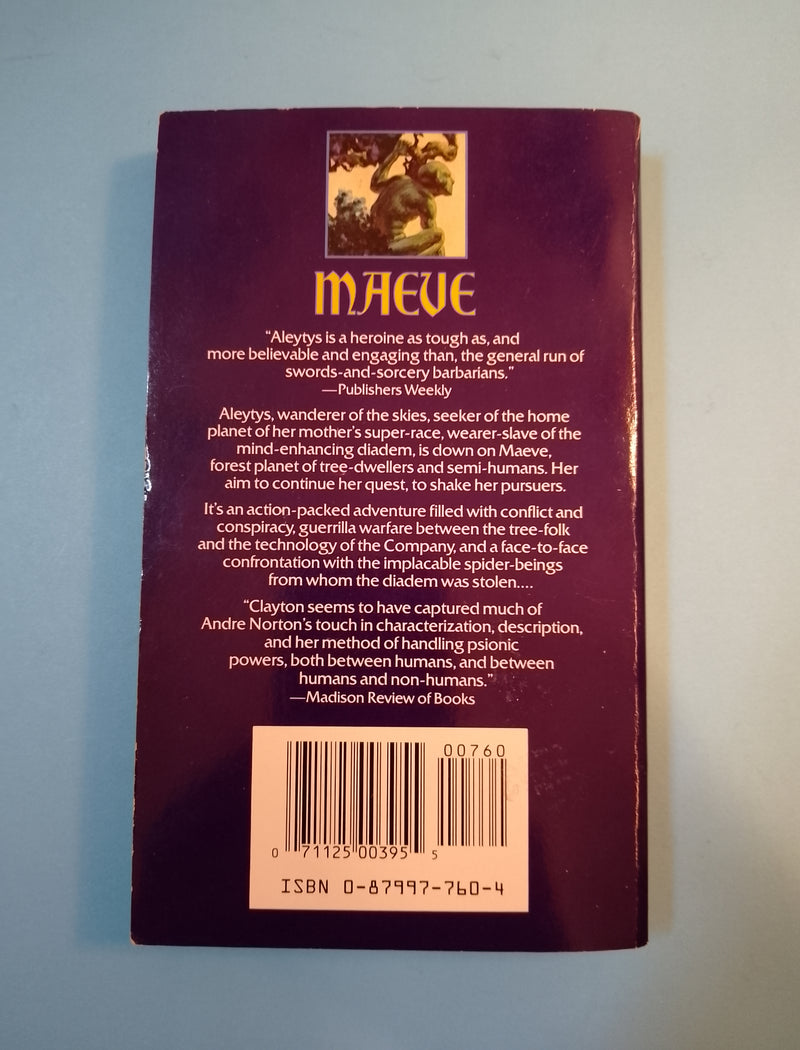 MAEVE
"Aleytys is a heroine as tough as, and
more believable and engaging than, the general run of
swords-and-sorcery barbarians."
—Publishers Weekly
Aleytys, wanderer of the skies, seeker of the home
planet of her mother's super-race, wearer-slave of the
mind-enhancing diadem, is down on Maeve,
forest planet of tree-dwellers and semi-humans. Her
aim to continue her quest, to shake her pursuers.
It's an action-packed adventure filled with conflict and
conspiracy, guerrilla warfare between the tree-folk
and the technology of the Company, and a face-to-face
confrontation with the implacable spider-beings
from whom the diadem was stolen....
"Clayton seems to have captured much of
Andre Norton's touch in characterization, description,
and her method of handling psionic
powers, both between humans, and between
humans and non-humans."
—Madison Review of Books
00760
0 71125 00395 5
ISBN 0-87997-760-4